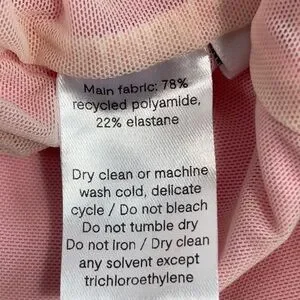 Main fabric: 78%
recycled polyamide,
22% elastane
Dry clean or machine
wash cold, delicate
cycle / Do not bleach
Do not tumble dry
Do not iron / Dry clean
any solvent except
trichloroethylene